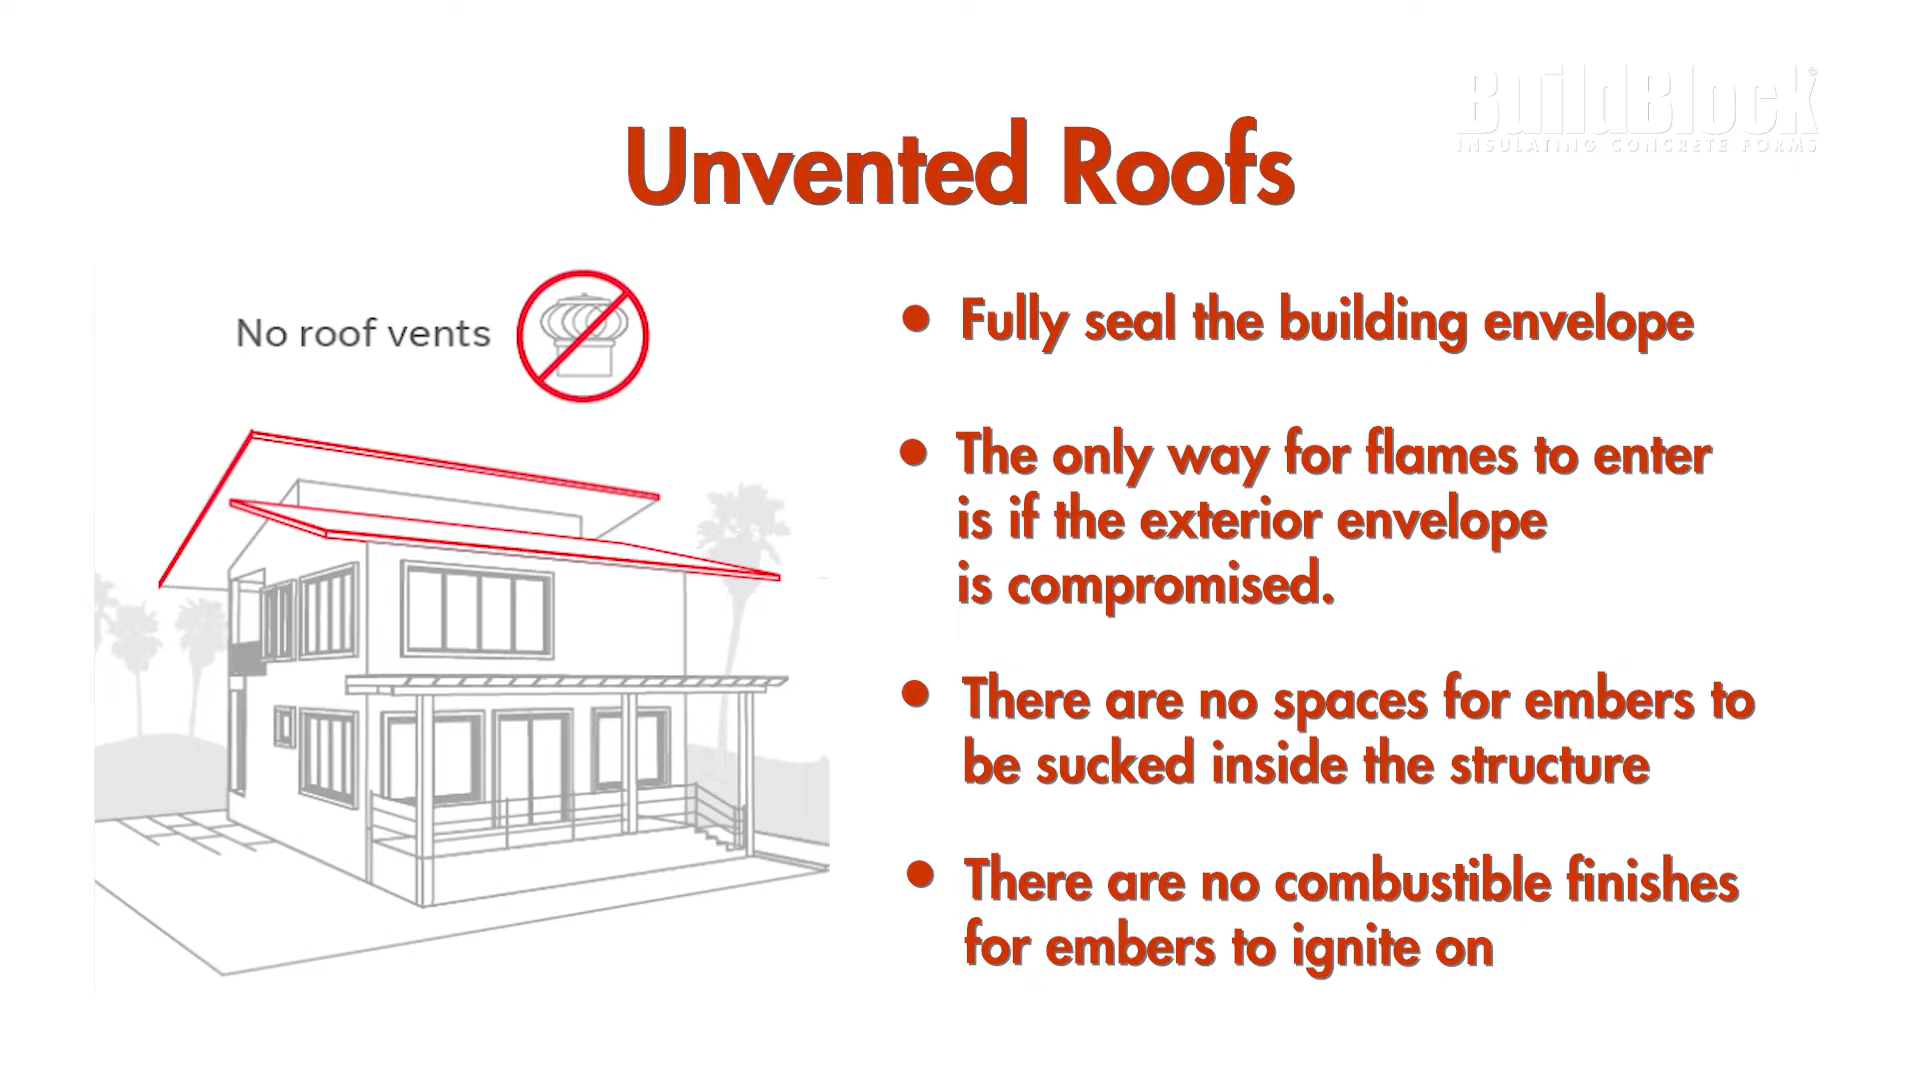 BuildBlock®
INSULATING CONCRETE FORMS
Unvented Roofs
No roof vents
• Fully seal the building envelope
• The only way for flames to enter
is if the exterior envelope
is compromised.
• There are no spaces for embers to
be sucked inside the structure
• There are no combustible finishes
for embers to ignite on